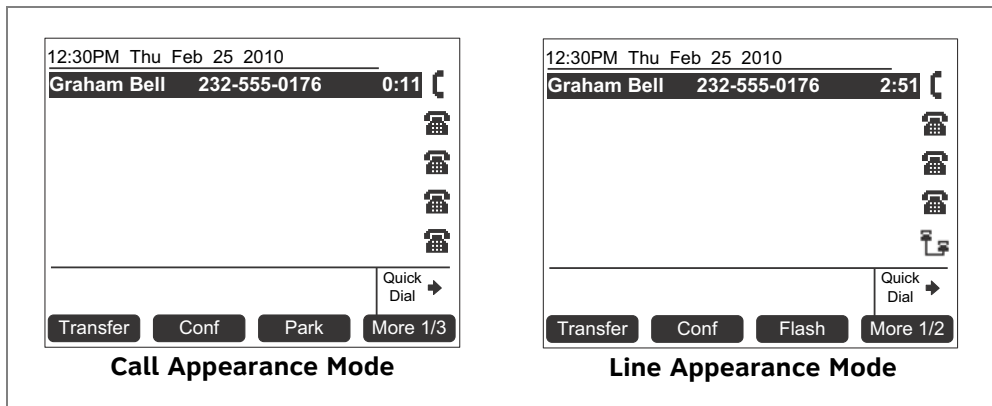 12:30PM Thu Feb 25 2010
Graham Bell 232-555-0176 0:11
Quick
Dial
Transfer Conf Park More 1/3
Call Appearance Mode
12:30PM Thu Feb 25 2010
Graham Bell 232-555-0176 2:51
Quick
Dial
Transfer Conf Flash More 1/2
Line Appearance Mode